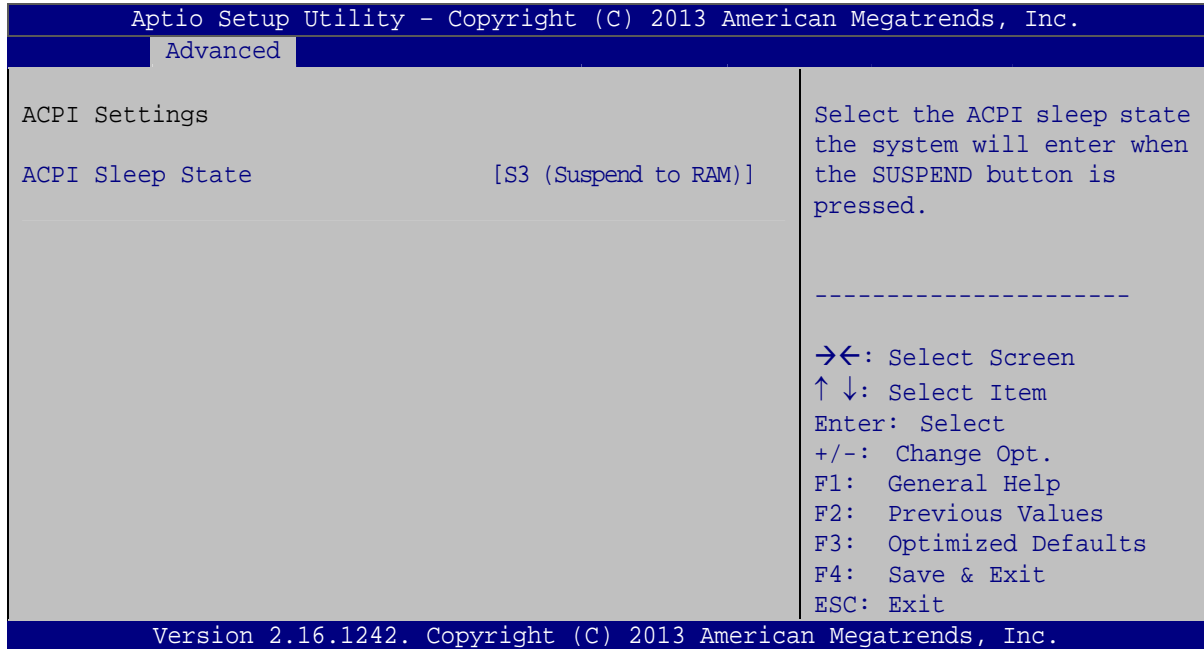 Aptio Setup Utility – Copyright (C) 2013 American Megatrends, Inc.
Advanced
ACPI Settings
ACPI Sleep State [S3 (Suspend to RAM)]
Select the ACPI sleep state
the system will enter when
the SUSPEND button is
pressed.
----------------------
→←: Select Screen
↑ ↓: Select Item
Enter: Select
+/-: Change Opt.
F1: General Help
F2: Previous Values
F3: Optimized Defaults
F4: Save & Exit
ESC: Exit
Version 2.16.1242. Copyright (C) 2013 American Megatrends, Inc.